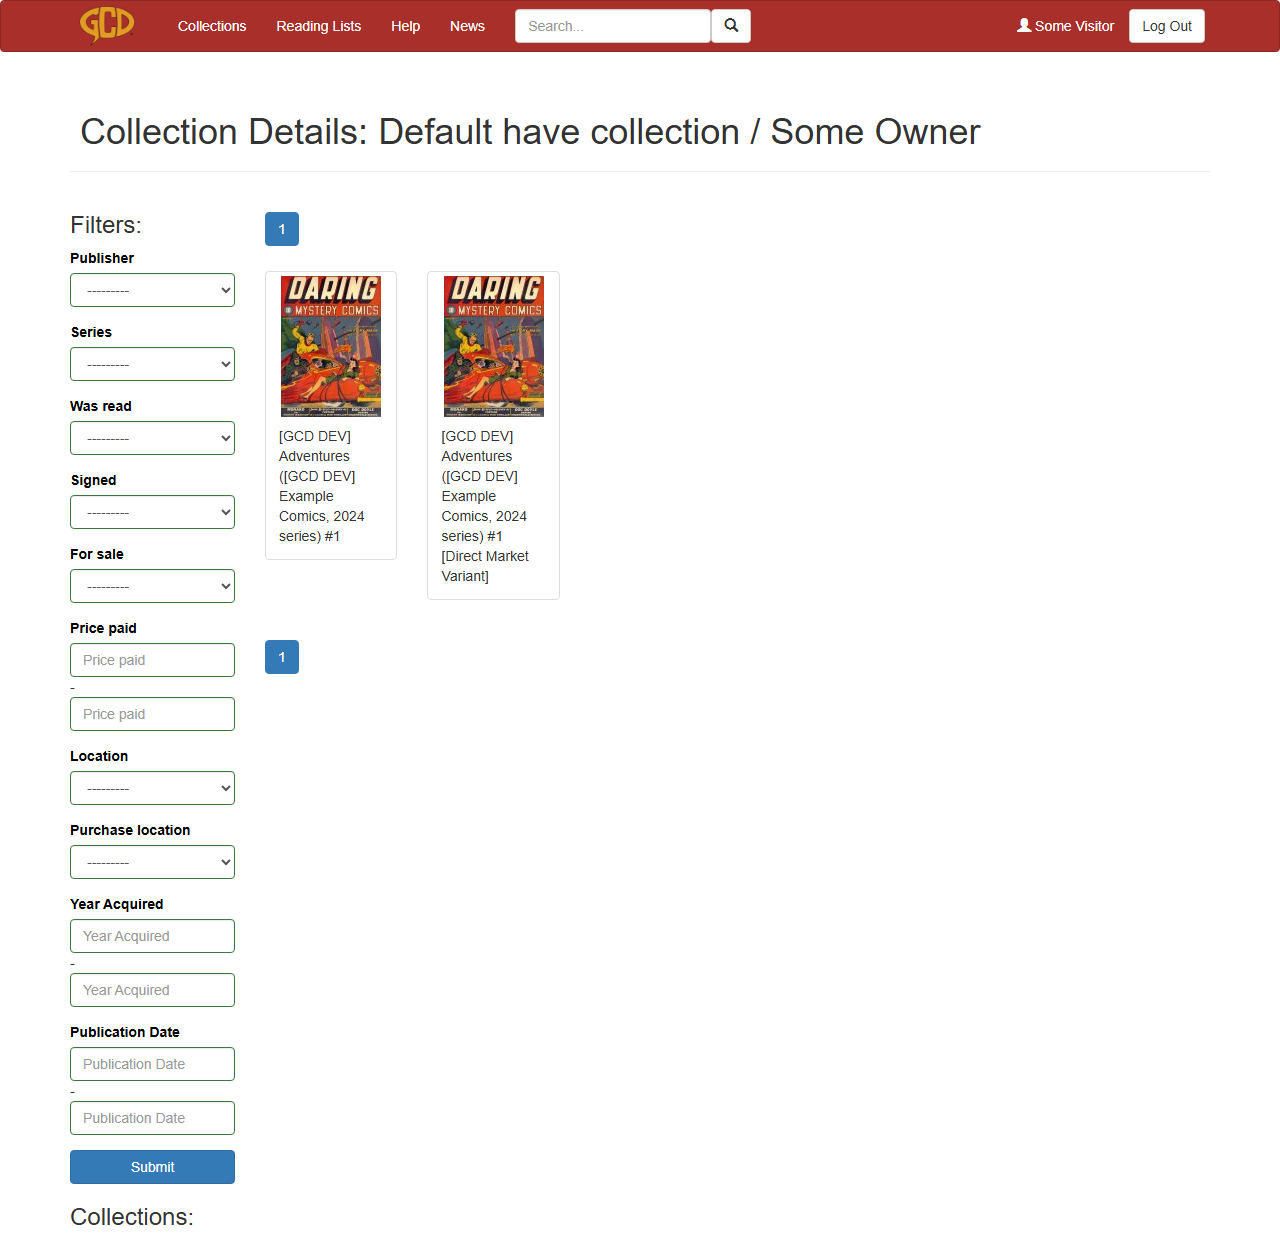 GCD Collections Reading Lists Help News Search... Some Visitor Log Out
Collection Details: Default have collection / Some Owner
Filters:
Publisher
---------
Series
---------
Was read
---------
Signed
---------
For sale
---------
Price paid
Price paid
-
Price paid
Location
---------
Purchase location
---------
Year Acquired
Year Acquired
-
Year Acquired
Publication Date
Publication Date
-
Publication Date
Submit
Collections:
1
DARING
MYSTERY COMICS
[GCD DEV]
Adventures
([GCD DEV]
Example
Comics, 2024
series) #1
DARING
MYSTERY COMICS
[GCD DEV]
Adventures
([GCD DEV]
Example
Comics, 2024
series) #1
[Direct Market
Variant]
1